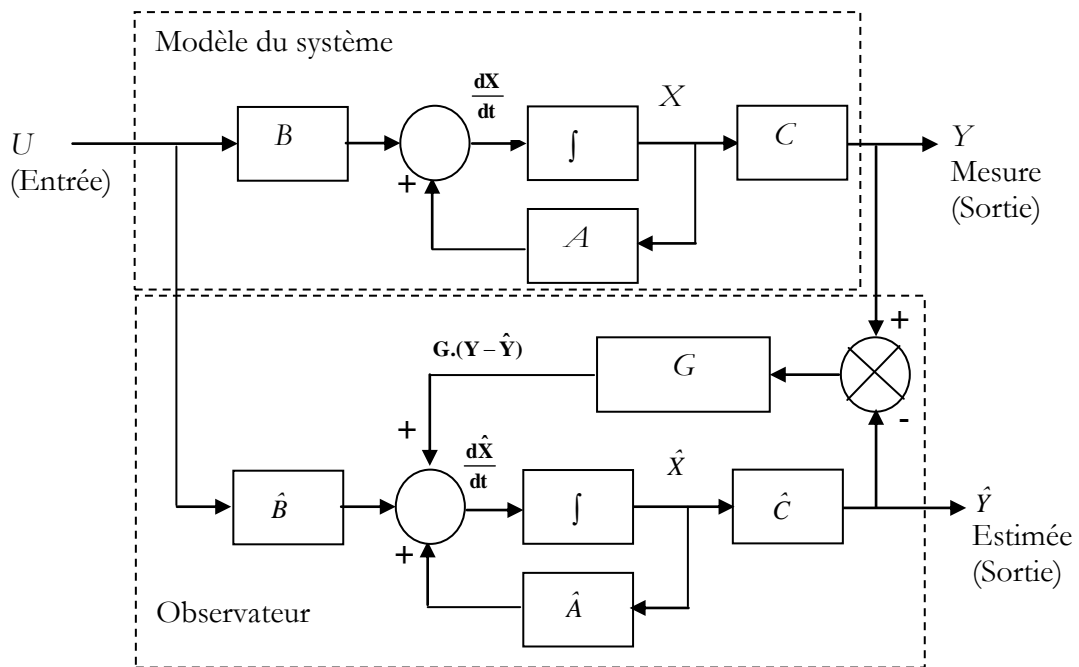 Modèle du système
dX
dt
X
U
(Entrée)
B
∫
C
Y
Mesure
(Sortie)
+
A
+
G.(Y – Ŷ)
G
-
+
dX̂
dt
X̂
B̂
∫
Ĉ
Ŷ
Estimée
(Sortie)
+
Â
Observateur